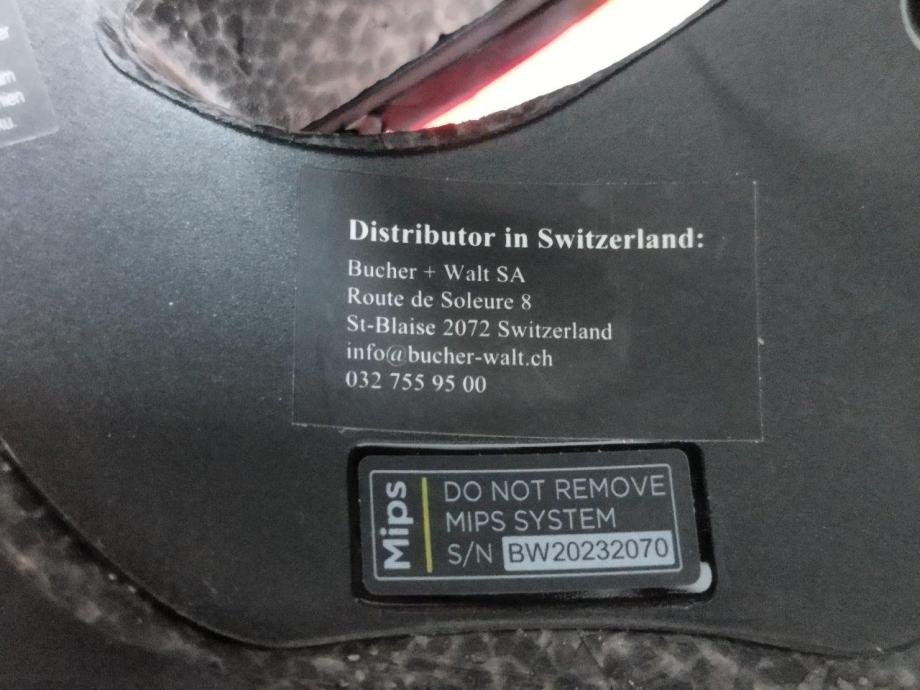 Distributor in Switzerland:
Bucher + Walt SA
Route de Soleure 8
St-Blaise 2072 Switzerland
info@bucher-walt.ch
032 755 95 00
Mips
DO NOT REMOVE
MIPS SYSTEM
S/N BW20232070